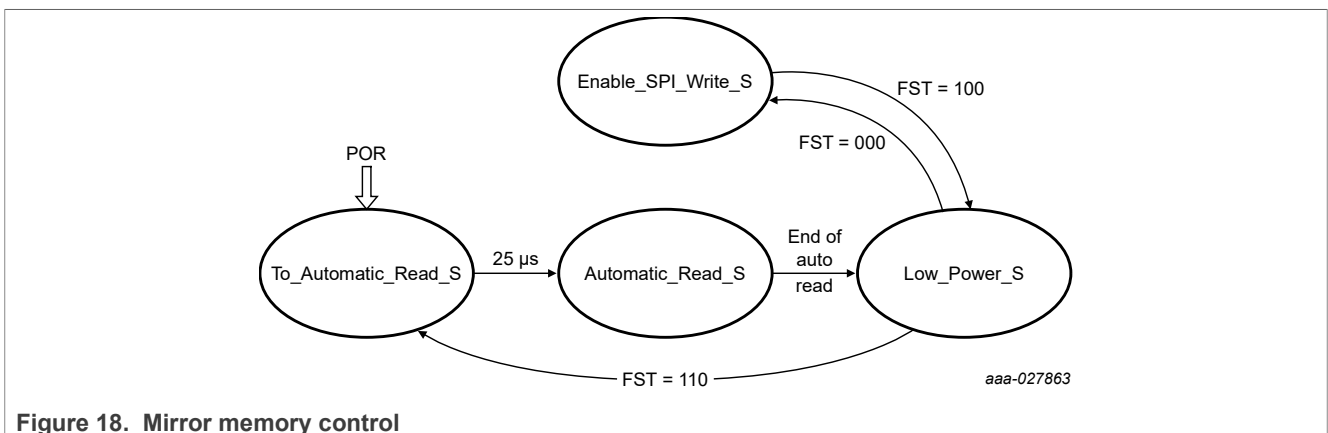 Enable_SPI_Write_S
FST = 100
FST = 000
POR
To_Automatic_Read_S
25 µs
Automatic_Read_S
End of
auto
read
Low_Power_S
FST = 110
aaa-027863
Figure 18. Mirror memory control